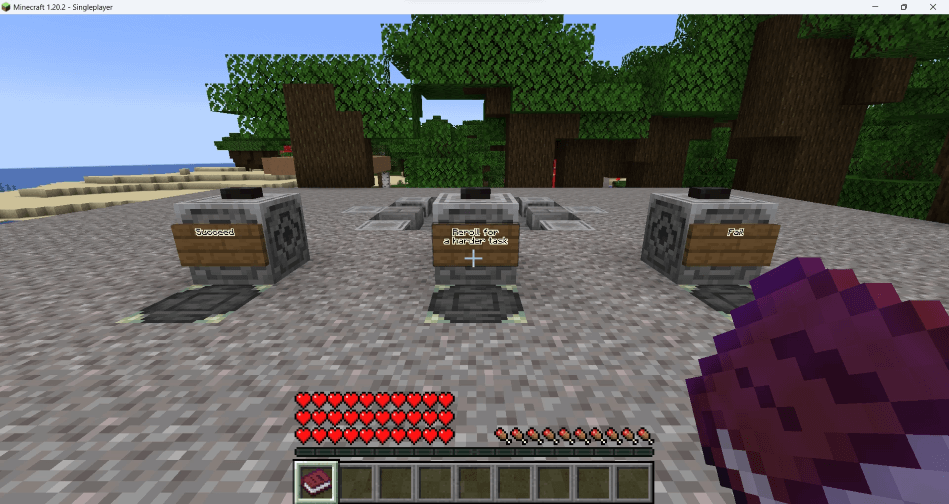 Minecraft 1.20.2 - Singleplayer
Succeed
Reroll for
a harder task
Fail